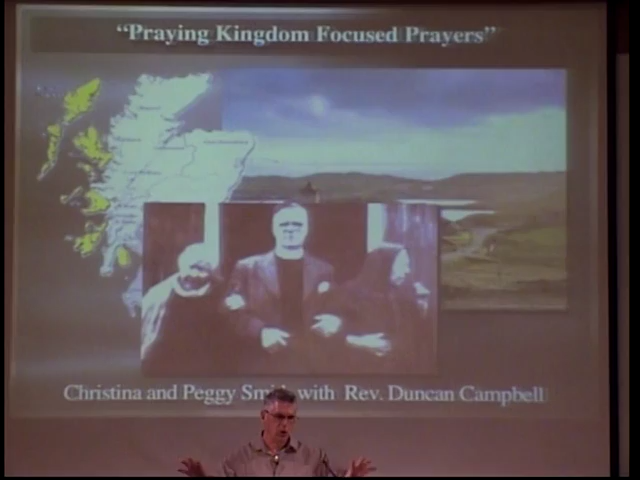 “Praying Kingdom Focused Prayers”
Christina and Peggy Smith with Rev. Duncan Campbell